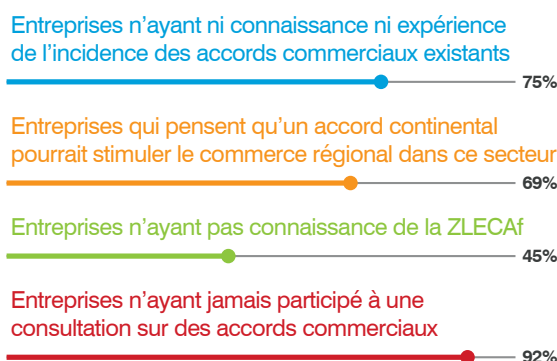 Entreprises n’ayant ni connaissance ni expérience
de l’incidence des accords commerciaux existants
75%
Entreprises qui pensent qu’un accord continental
pourrait stimuler le commerce régional dans ce secteur
69%
Entreprises n’ayant pas connaissance de la ZLECAf
45%
Entreprises n’ayant jamais participé à une
consultation sur des accords commerciaux
92%